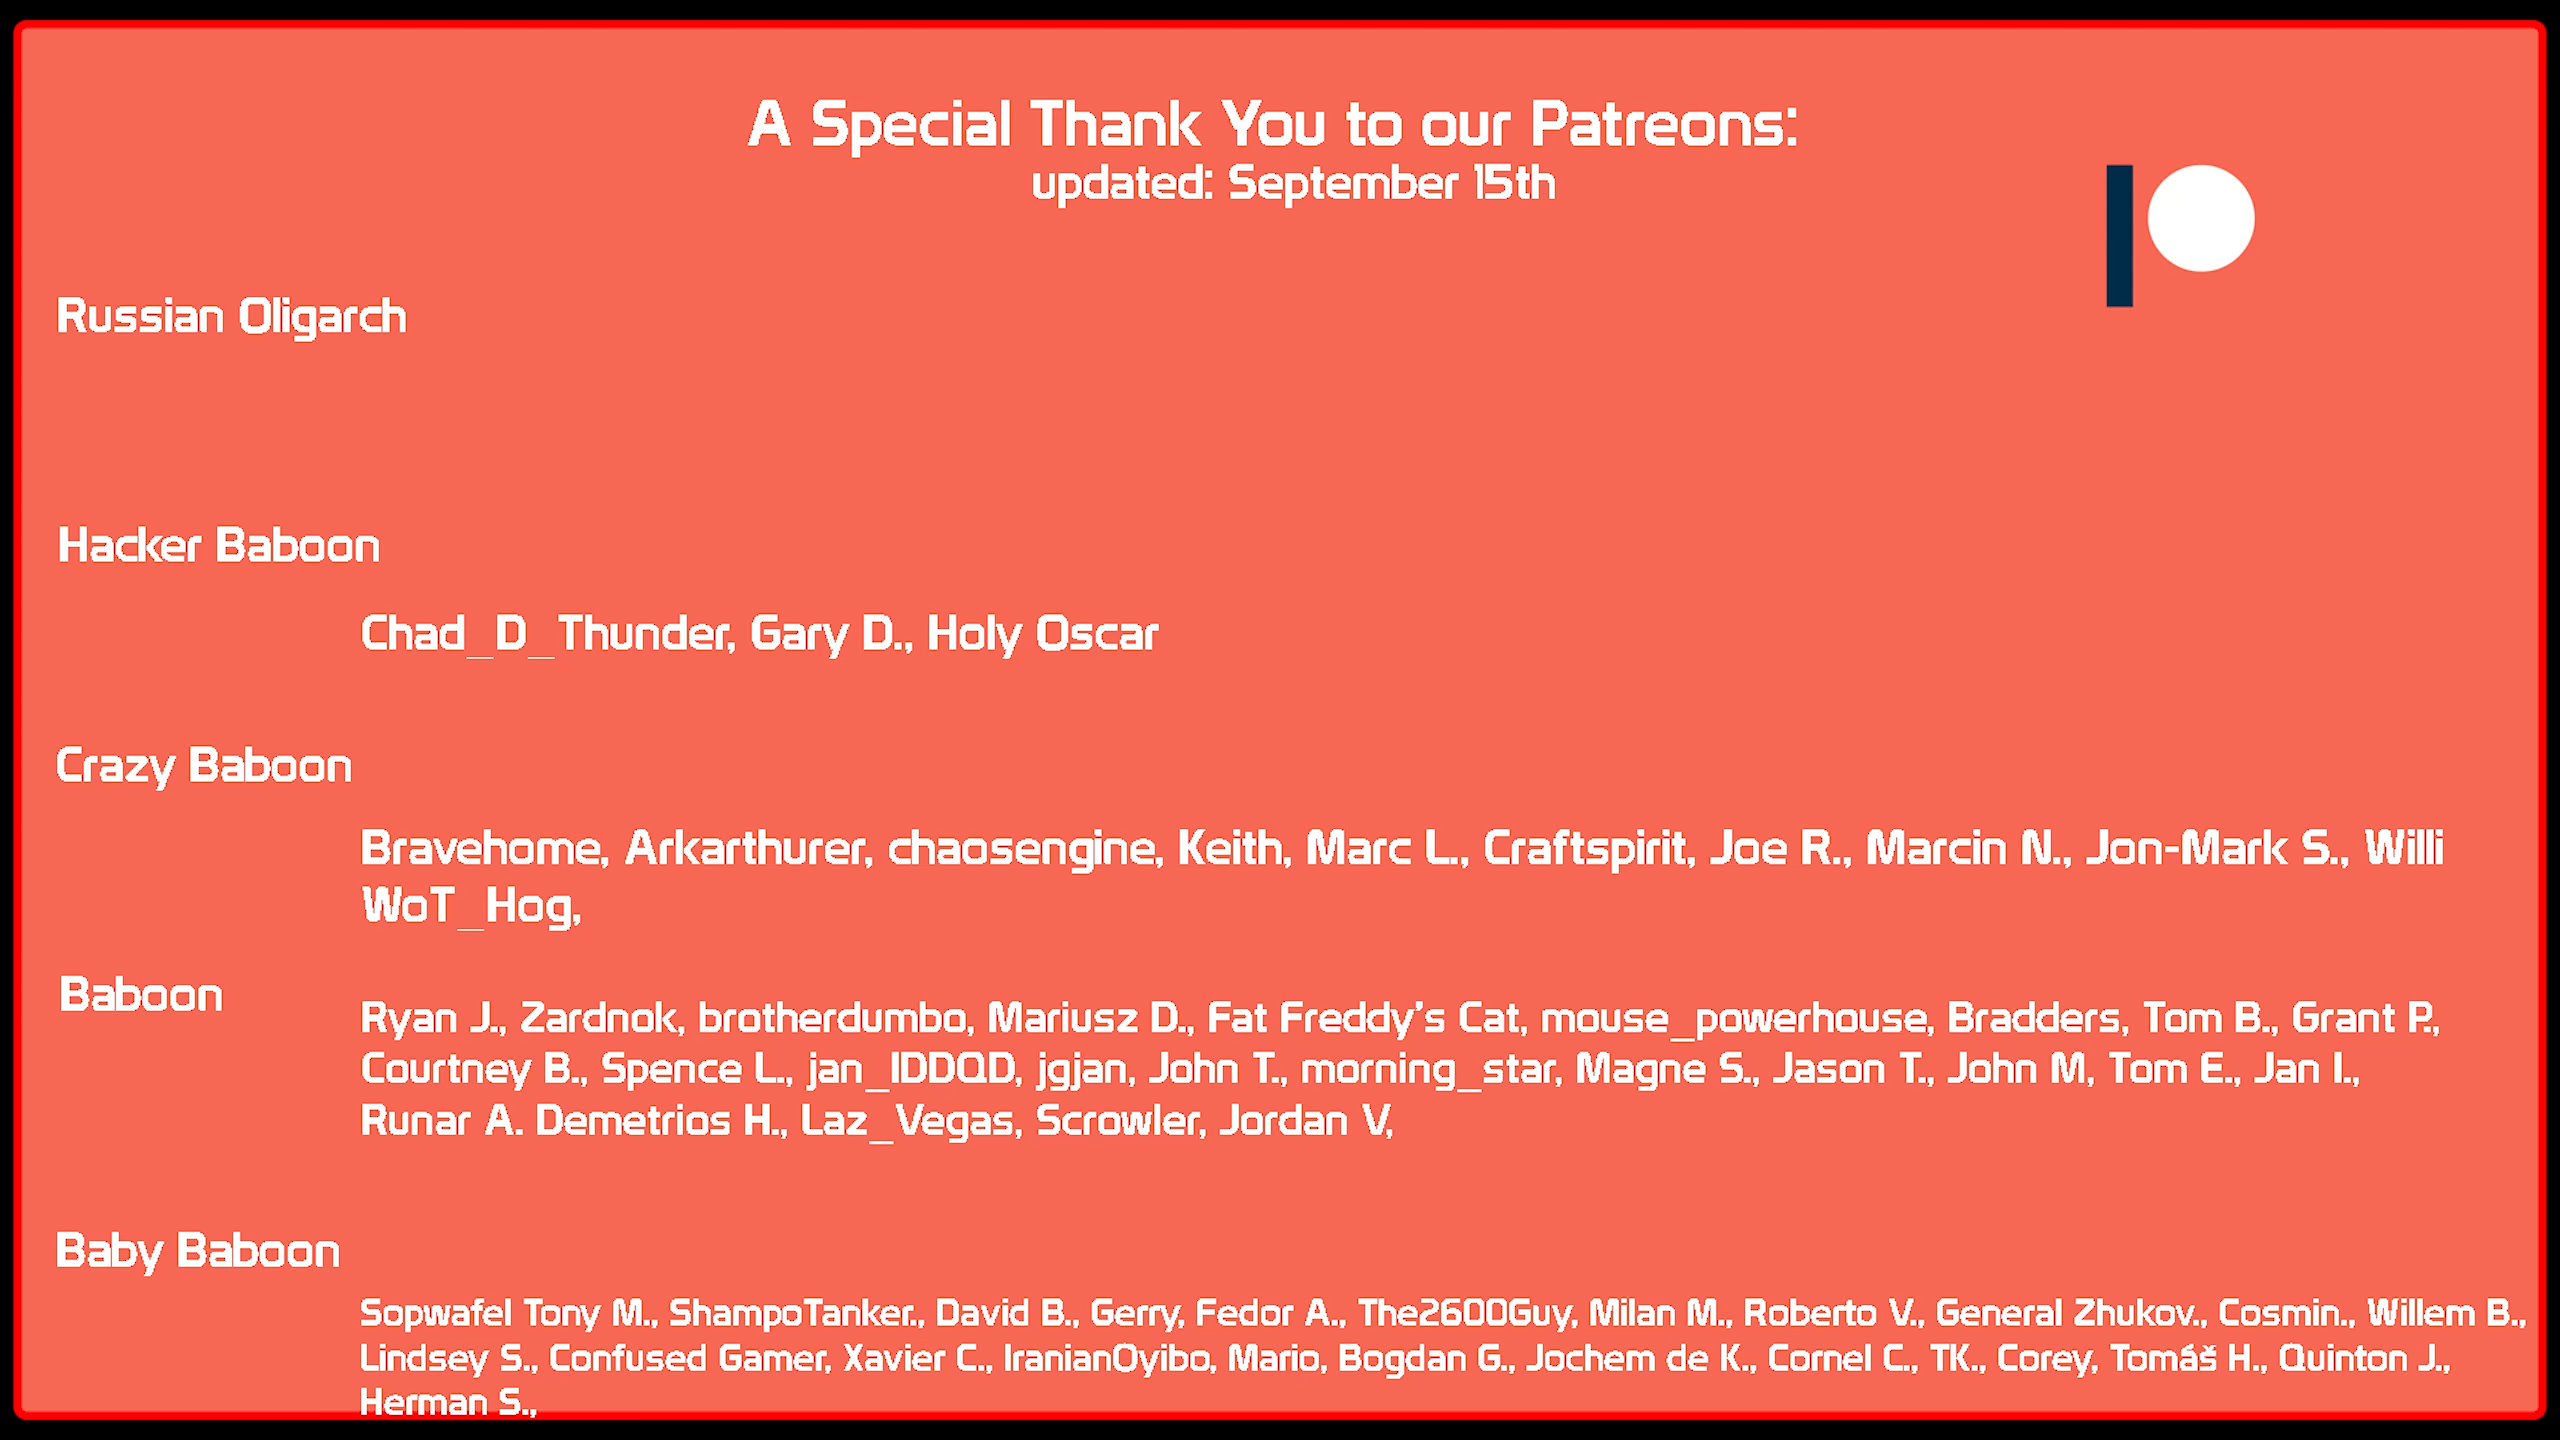 A Special Thank You to our Patreons:
updated: September 15th
Russian Oligarch
Hacker Baboon
Chad_D_Thunder, Gary D., Holy Oscar
Crazy Baboon
Bravehome, Arkarthurer, chaosengine, Keith, Marc L., Craftspirit, Joe R., Marcin N., Jon-Mark S., Willi
WoT_Hog,
Baboon
Ryan J., Zardnok, brotherdumbo, Mariusz D., Fat Freddy's Cat, mouse_powerhouse, Bradders, Tom B., Grant P.,
Courtney B., Spence L., jan_IDDQD, jgjan, John T., morning_star, Magne S., Jason T., John M, Tom E., Jan I.,
Runar A. Demetrios H., Laz_Vegas, Scrowler, Jordan V,
Baby Baboon
Sopwafel Tony M., ShampoTanker., David B., Gerry, Fedor A., The2600Guy, Milan M., Roberto V., General Zhukov., Cosmin., Willem B.,
Lindsey S., Confused Gamer, Xavier C., IranianOyibo, Mario, Bogdan G., Jochem de K., Cornel C., TK., Corey, Tomáš H., Quinton J.,
Herman S.,